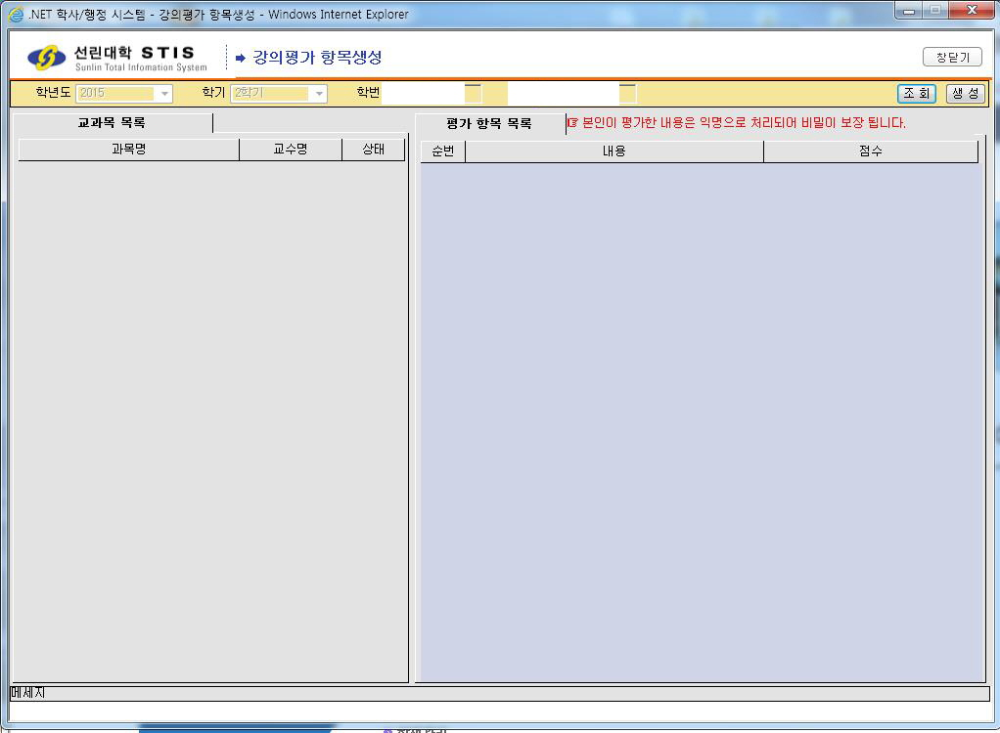 .NET 학사/행정 시스템 - 강의평가 항목생성 - Windows Internet Explorer
선린대학 STIS
Sunlin Total Infomation System
강의평가 항목생성
창닫기
학년도 2015 학기 2학기 학번 조 회 생 성
교과목 목록
평가 항목 목록
☞ 본인이 평가한 내용은 익명으로 처리되어 비밀이 보장 됩니다.
과목명 교수명 상태
순번 내용 점수
메세지